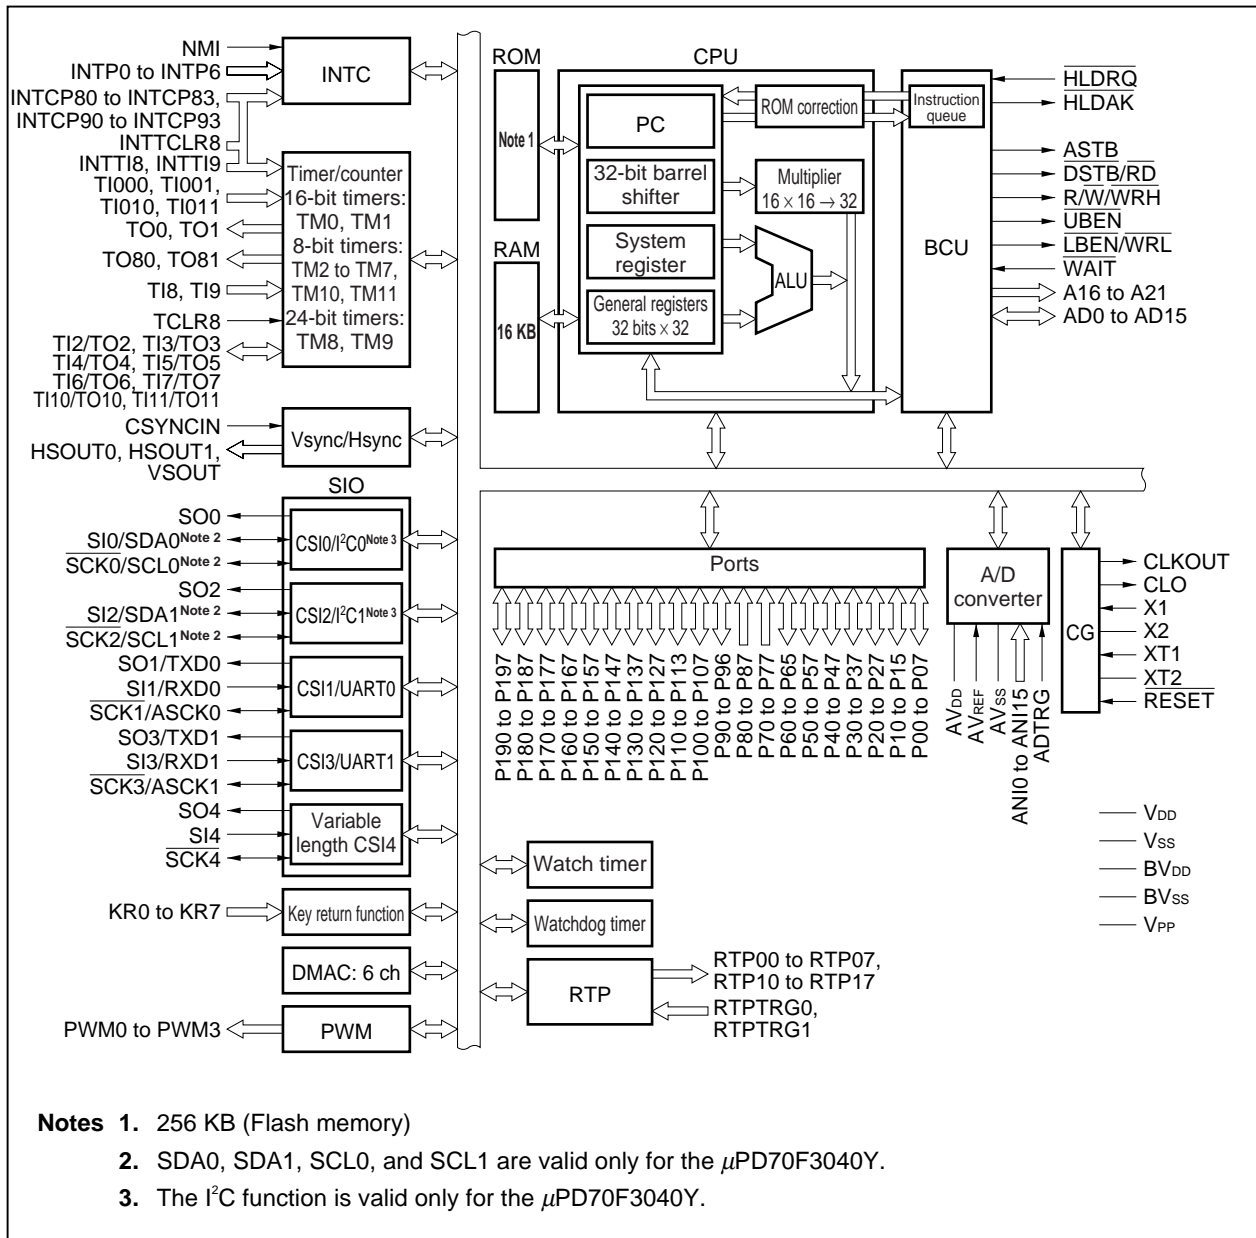 NMI
INTP0 to INTP6
INTCP80 to INTCP83,
INTCP90 to INTCP93
INTTCLR8
INTTI8, INTTI9
TI000, TI001,
TI010, TI011
TO0, TO1
TO80, TO81
TI8, TI9
TCLR8
TI2/TO2, TI3/TO3
TI4/TO4, TI5/TO5
TI6/TO6, TI7/TO7
TI10/TO10, TI11/TO11
CSYNCIN
HSOUT0, HSOUT1,
VSOUT
INTC
Timer/counter
16-bit timers:
TM0, TM1
8-bit timers:
TM2 to TM7,
TM10, TM11
24-bit timers:
TM8, TM9
Vsync/Hsync
SIO
SO0
SI0/SDA0 Note 2
SCK0/SCL0 Note 2
CSI0/I²C0 Note 3
SO2
SI2/SDA1 Note 2
SCK2/SCL1 Note 2
CSI2/I²C1 Note 3
SO1/TXD0
SI1/RXD0
SCK1/ASCK0
CSI1/UART0
SO3/TXD1
SI3/RXD1
SCK3/ASCK1
CSI3/UART1
SO4
SI4
SCK4
Variable
length CSI4
KR0 to KR7
Key return function
DMAC: 6 ch
PWM0 to PWM3
PWM
ROM
Note 1
RAM
16 KB
CPU
PC
32-bit barrel
shifter
System
register
General registers
32 bits × 32
ROM correction
Multiplier
16 × 16 → 32
ALU
Instruction
queue
BCU
HLDRQ
HLDAK
ASTB
DSTB/RD
R/W/WRH
UBEN
LBEN/WRL
WAIT
A16 to A21
AD0 to AD15
Ports
P190 to P197
P180 to P187
P170 to P177
P160 to P167
P150 to P157
P140 to P147
P130 to P137
P120 to P127
P110 to P113
P100 to P107
P90 to P96
P80 to P87
P70 to P77
P60 to P65
P50 to P57
P40 to P47
P30 to P37
P20 to P27
P10 to P15
P00 to P07
A/D
converter
AVDD
AVREF
AVSS
ANI0 to ANI15
ADTRG
CG
CLKOUT
CLO
X1
X2
XT1
XT2
RESET
VDD
VSS
BVDD
BVSS
VPP
Watch timer
Watchdog timer
RTP
RTP00 to RTP07,
RTP10 to RTP17
RTPTRG0,
RTPTRG1
Notes 1. 256 KB (Flash memory)
2. SDA0, SDA1, SCL0, and SCL1 are valid only for the µPD70F3040Y.
3. The I²C function is valid only for the µPD70F3040Y.